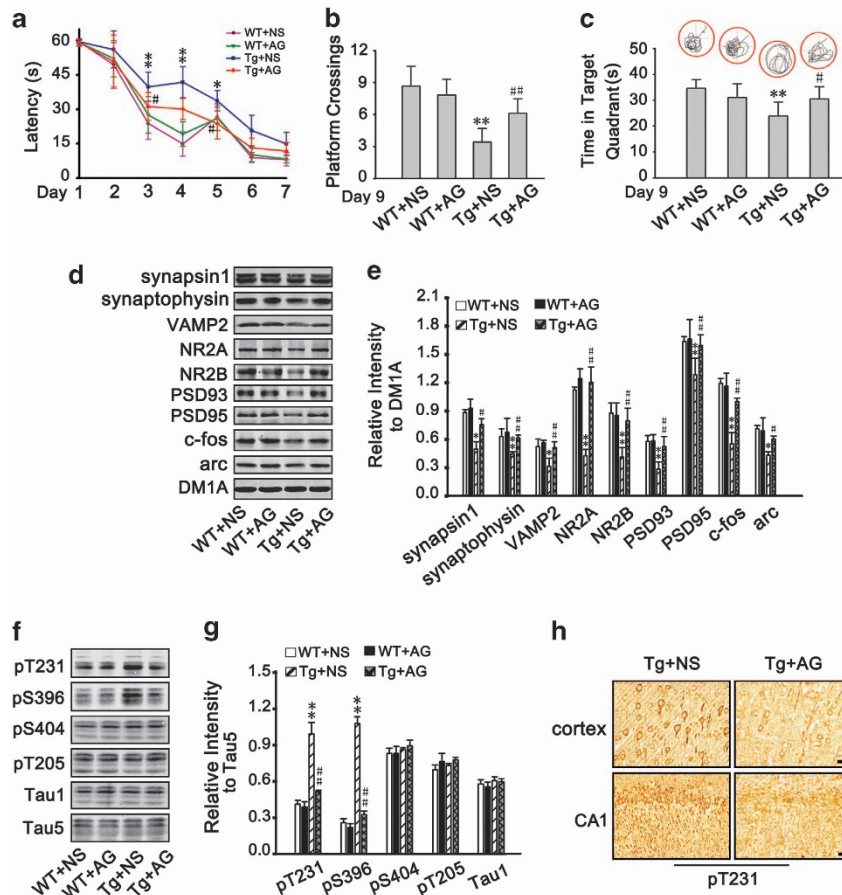 a
Latency (s)
60
45
30
15
0
WT+NS
WT+AG
Tg+NS
Tg+AG
**
**
*
#
#
Day 1 2 3 4 5 6 7
b
Platform Crossings
12
9
6
3
0
**
##
Day 9
WT+NS
WT+AG
Tg+NS
Tg+AG
c
Time in Target
Quadrant(s)
50
40
30
20
10
0
**
#
Day 9
WT+NS
WT+AG
Tg+NS
Tg+AG
d
synapsin1
synaptophysin
VAMP2
NR2A
NR2B
PSD93
PSD95
c-fos
arc
DM1A
WT+NS
WT+AG
Tg+NS
Tg+AG
e
Relative Intensity
to DM1A
2.1
1.8
1.5
1.2
0.9
0.6
0.3
0.0
WT+NS WT+AG
Tg+NS Tg+AG
synapsin1
synaptophysin
VAMP2
NR2A
NR2B
PSD93
PSD95
c-fos
arc
f
pT231
pS396
pS404
pT205
Tau1
Tau5
WT+NS
WT+AG
Tg+NS
Tg+AG
g
Relative Intensity
to Tau5
1.5
1.2
0.9
0.6
0.3
0.0
WT+NS WT+AG
Tg+NS Tg+AG
**
##
**
##
pT231
pS396
pS404
pT205
Tau1
h
Tg+NS Tg+AG
cortex
CA1
pT231